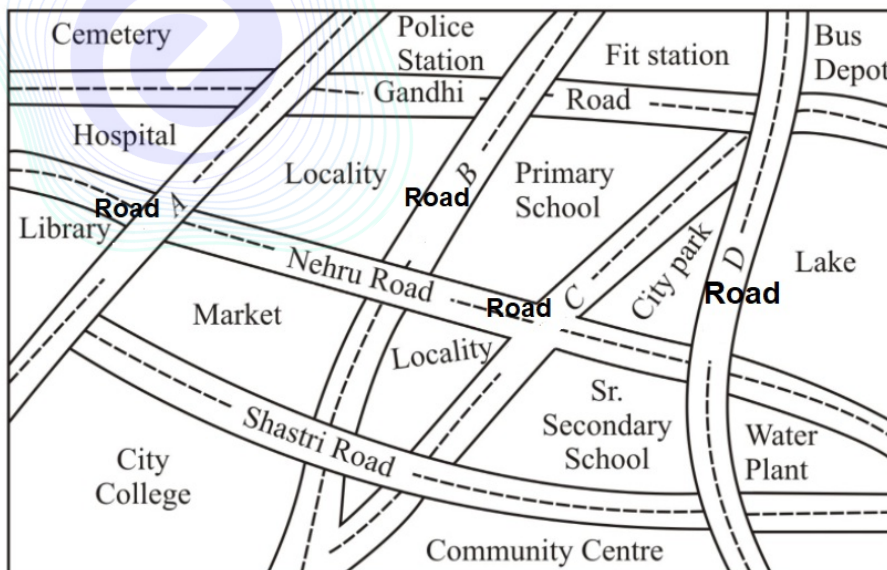 Cemetery
Police
Station
Fit station
Bus
Depot
Gandhi Road
Hospital
Locality
Road B
Primary
School
Road A
Library
City park
Road D
Lake
Nehru Road
Road C
Market
Locality
Sr.
Secondary
School
Shastri Road
Water
Plant
City
College
Community Centre